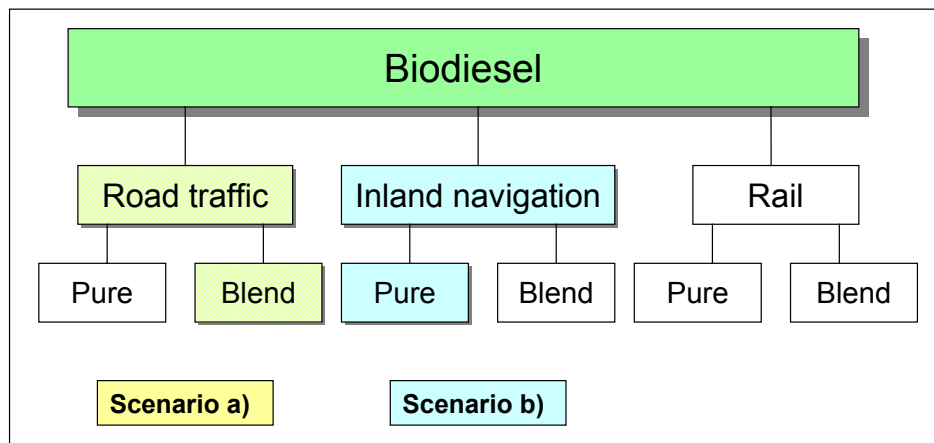 Biodiesel
Road traffic
Inland navigation
Rail
Pure
Blend
Pure
Blend
Pure
Blend
Scenario a)
Scenario b)